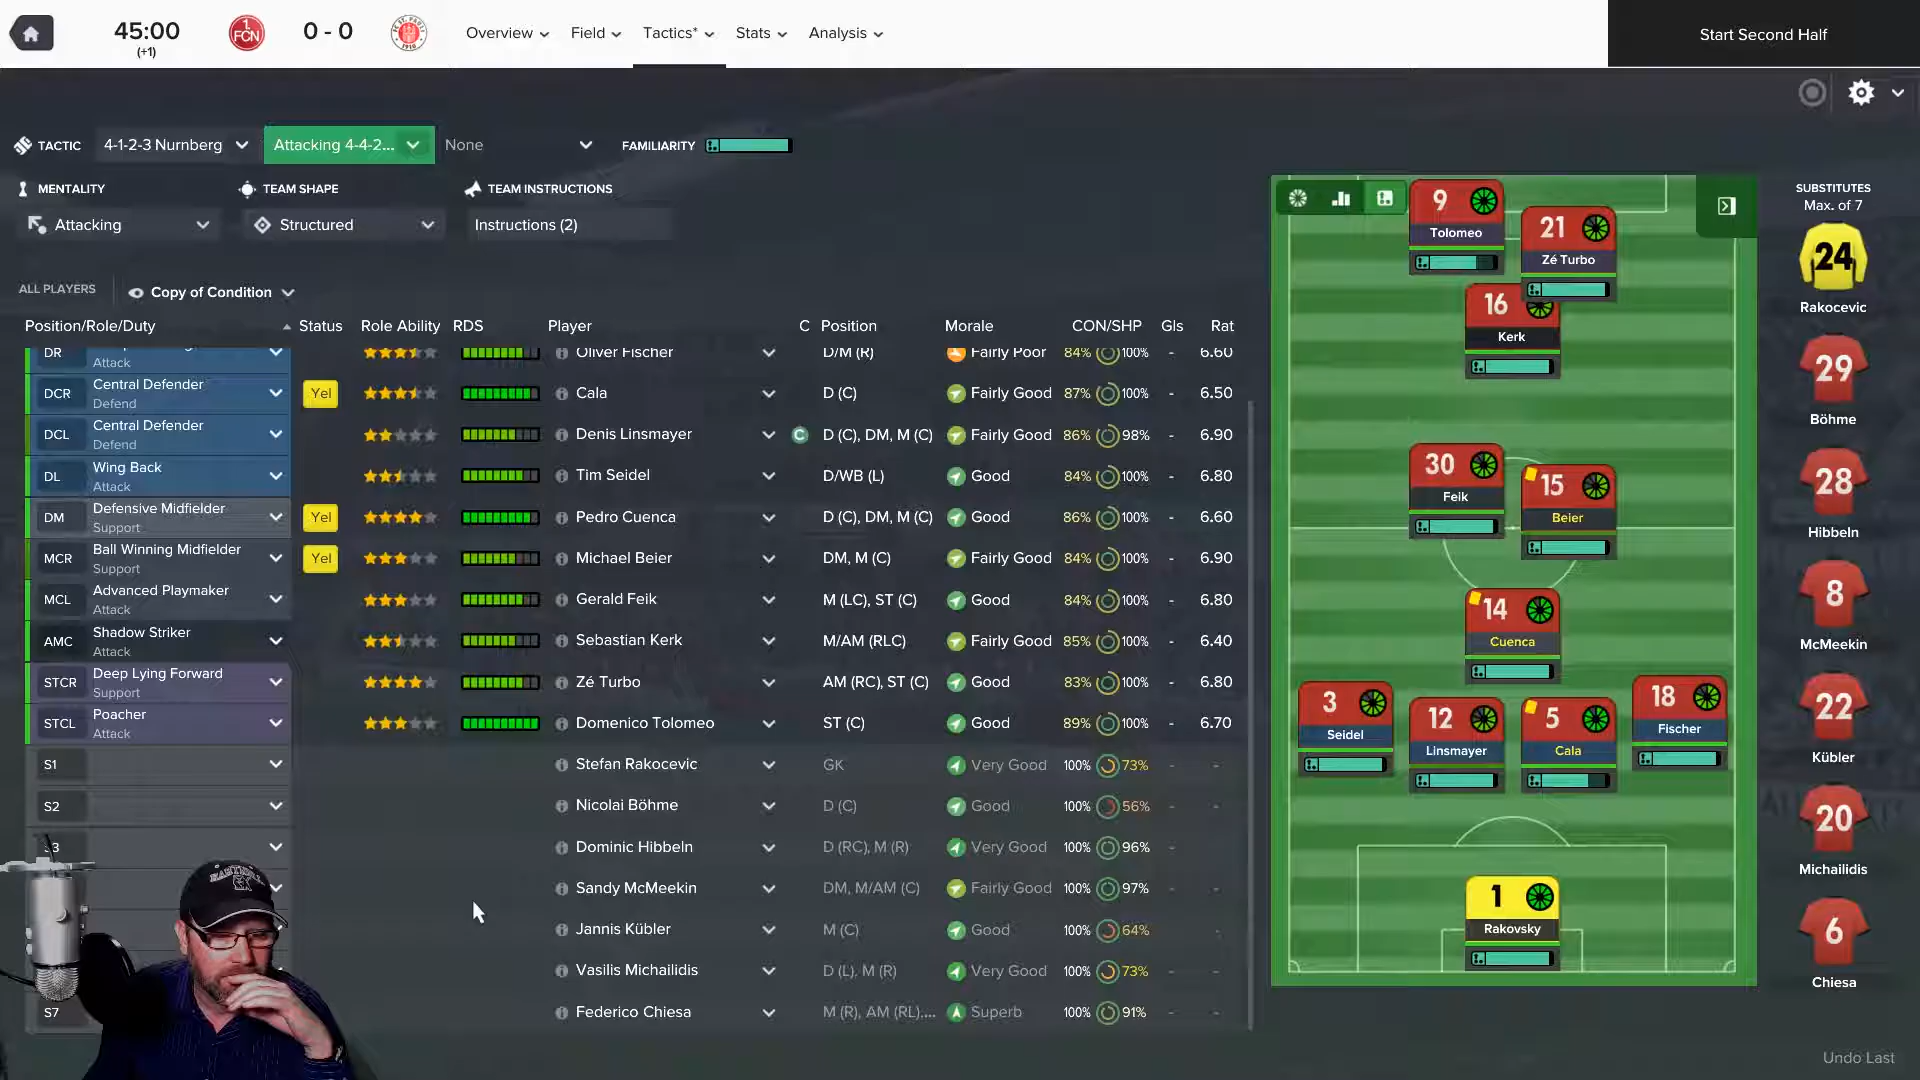 45:00
(+1)
1.
FCN
0 - 0
Overview
Field
Tactics*
Stats
Analysis
Start Second Half
TACTIC
4-1-2-3 Nurnberg
Attacking 4-4-2...
None
FAMILIARITY
MENTALITY
TEAM SHAPE
TEAM INSTRUCTIONS
Attacking
Structured
Instructions (2)
ALL PLAYERS
Copy of Condition
Position/Role/Duty Status Role Ability RDS Player C Position Morale CON/SHP Gls Rat
DR Attack Oliver Fischer D/M (R) Fairly Poor 84% 100% - 6.60
DCR Central Defender Defend Yel Cala D (C) Fairly Good 87% 100% - 6.50
DCL Central Defender Defend Denis Linsmayer C D (C), DM, M (C) Fairly Good 86% 98% - 6.90
DL Wing Back Attack Tim Seidel D/WB (L) Good 84% 100% - 6.80
DM Defensive Midfielder Support Yel Pedro Cuenca D (C), DM, M (C) Good 86% 100% - 6.60
MCR Ball Winning Midfielder Support Yel Michael Beier DM, M (C) Fairly Good 84% 100% - 6.90
MCL Advanced Playmaker Attack Gerald Feik M (LC), ST (C) Good 84% 100% - 6.80
AMC Shadow Striker Attack Sebastian Kerk M/AM (RLC) Fairly Good 85% 100% - 6.40
STCR Deep Lying Forward Support Zé Turbo AM (RC), ST (C) Good 83% 100% - 6.80
STCL Poacher Attack Domenico Tolomeo ST (C) Good 89% 100% - 6.70
S1 Stefan Rakocevic GK Very Good 100% 73% - -
S2 Nicolai Böhme D (C) Good 100% 56% - -
S3 Dominic Hibbeln D (RC), M (R) Very Good 100% 96% - -
Sandy McMeekin DM, M/AM (C) Fairly Good 100% 97% - -
Jannis Kübler M (C) Good 100% 64% -
Vasilis Michailidis D (L), M (R) Very Good 100% 73% - -
S7 Federico Chiesa M (R), AM (RL),... Superb 100% 91% - -
9
Tolomeo
21
Zé Turbo
16
Kerk
30
Feik
15
Beier
14
Cuenca
3
Seidel
12
Linsmayer
5
Cala
18
Fischer
1
Rakovsky
SUBSTITUTES
Max. of 7
24
Rakocevic
29
Böhme
28
Hibbeln
8
McMeekin
22
Kübler
20
Michailidis
6
Chiesa
Undo Last